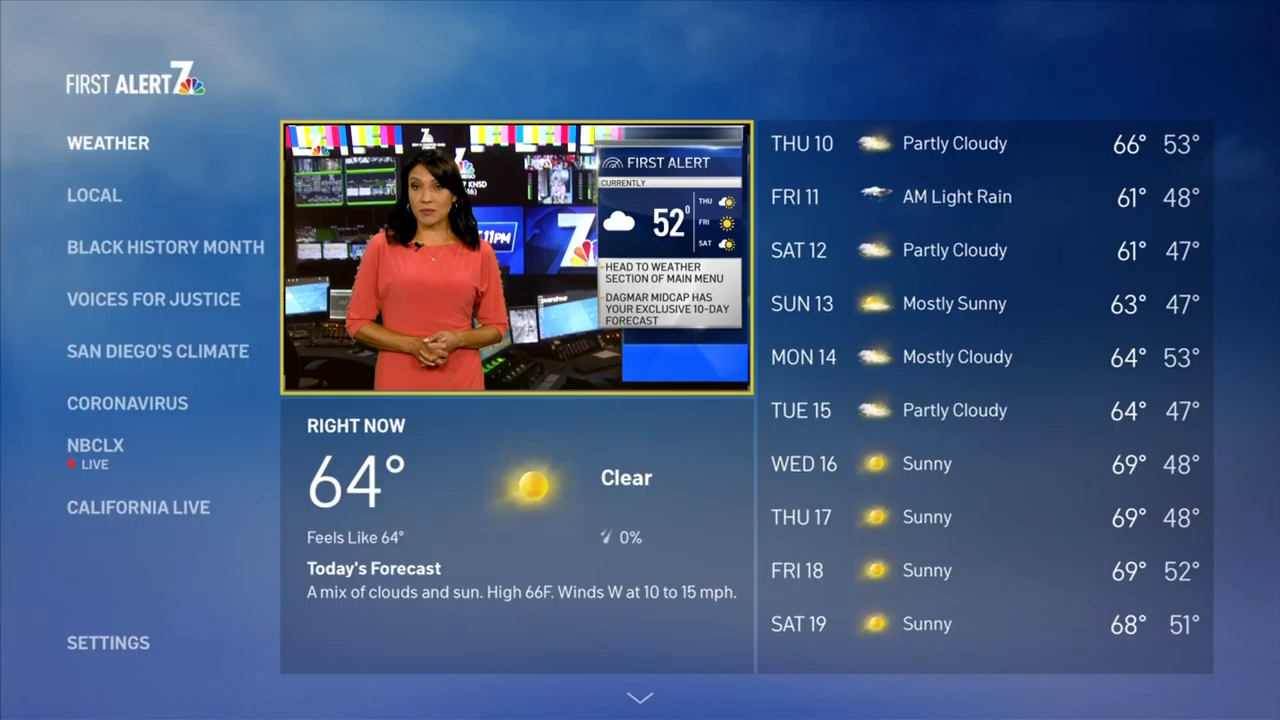 FIRST ALERT 7
WEATHER
LOCAL
BLACK HISTORY MONTH
VOICES FOR JUSTICE
SAN DIEGO'S CLIMATE
CORONAVIRUS
NBCLX
LIVE
CALIFORNIA LIVE
SETTINGS
7
KNSD
11PM
7
FIRST ALERT
CURRENTLY
52°
THU
FRI
SAT
HEAD TO WEATHER
SECTION OF MAIN MENU
DAGMAR MIDCAP HAS
YOUR EXCLUSIVE 10-DAY
FORECAST
RIGHT NOW
64°
Clear
Feels Like 64°
0%
Today's Forecast
A mix of clouds and sun. High 66F. Winds W at 10 to 15 mph.
THU 10 Partly Cloudy 66° 53°
FRI 11 AM Light Rain 61° 48°
SAT 12 Partly Cloudy 61° 47°
SUN 13 Mostly Sunny 63° 47°
MON 14 Mostly Cloudy 64° 53°
TUE 15 Partly Cloudy 64° 47°
WED 16 Sunny 69° 48°
THU 17 Sunny 69° 48°
FRI 18 Sunny 69° 52°
SAT 19 Sunny 68° 51°